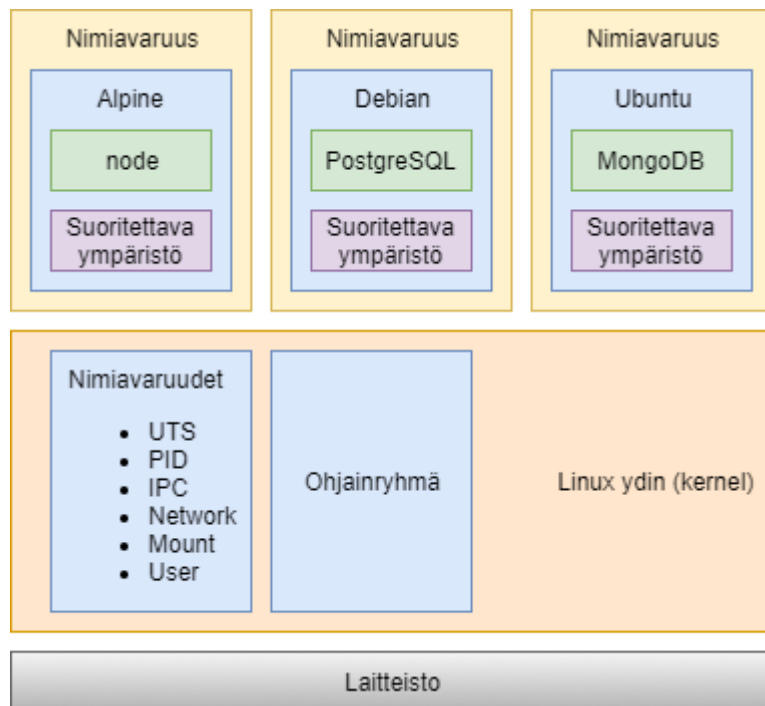 Nimiavaruus
Alpine
node
Suoritettava
ympäristö
Nimiavaruus
Debian
PostgreSQL
Suoritettava
ympäristö
Nimiavaruus
Ubuntu
MongoDB
Suoritettava
ympäristö
Nimiavaruudet
• UTS
• PID
• IPC
• Network
• Mount
• User
Ohjainryhmä
Linux ydin (kernel)
Laitteisto